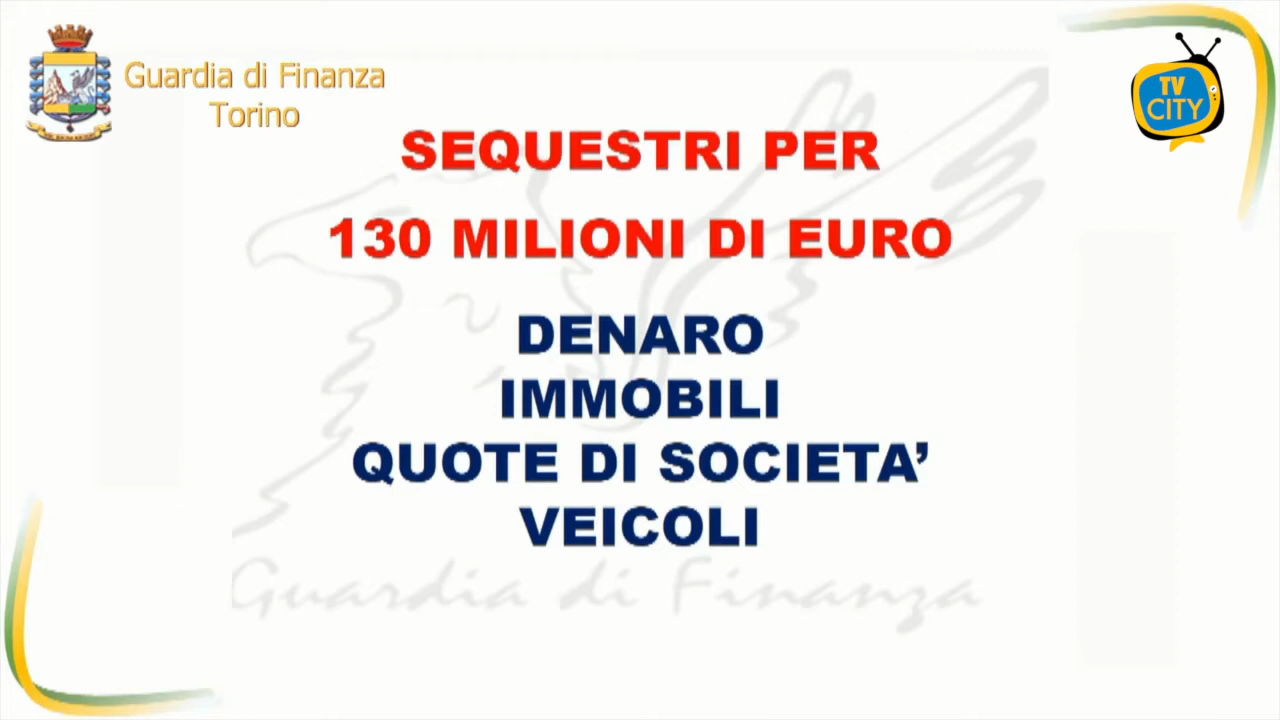 Guardia di Finanza
Torino
TV
CITY
SEQUESTRI PER
130 MILIONI DI EURO
DENARO
IMMOBILI
QUOTE DI SOCIETA’
VEICOLI
Guardia di Finanza